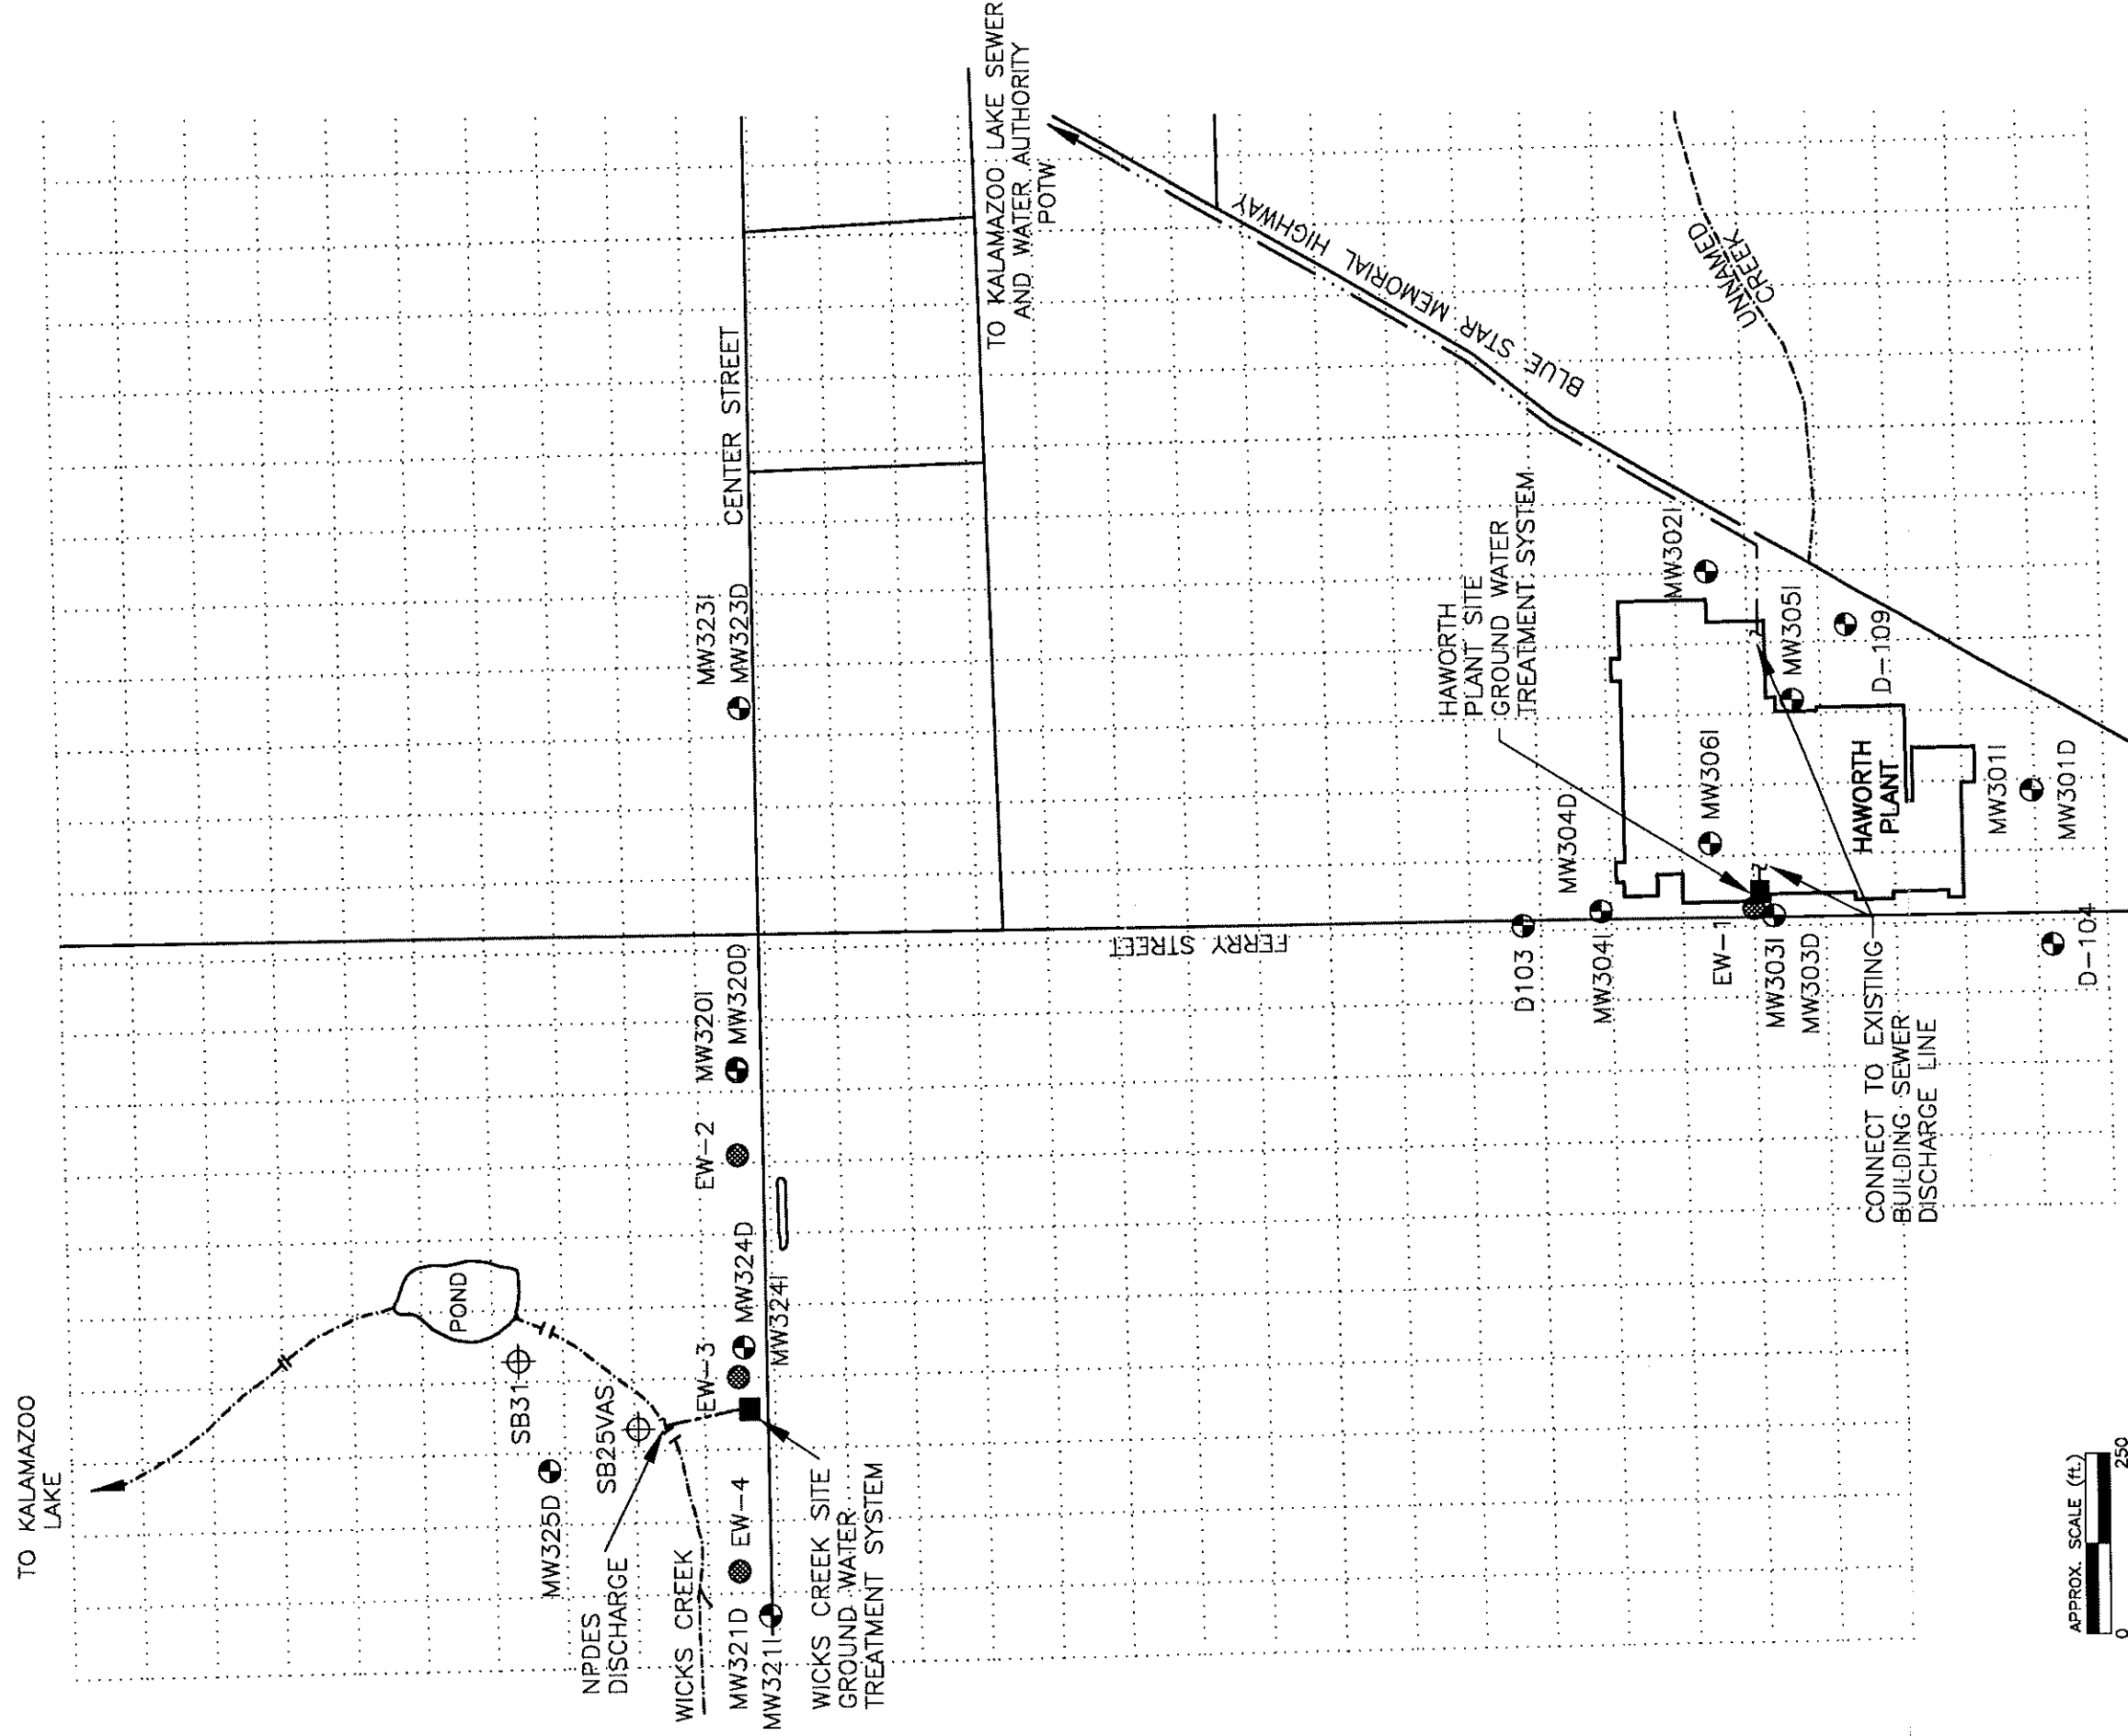 TO KALAMAZOO
LAKE
POND
SB31
MW325D
SB25VAS
NPDES
DISCHARGE
WICKS CREEK
EW-3
MW324D
MW324I
EW-4
MW321D
MW321I
WICKS CREEK SITE
GROUND WATER
TREATMENT SYSTEM
EW-2
MW320I
MW320D
MW323I
MW323D
CENTER STREET
TO KALAMAZOO LAKE SEWER
AND WATER AUTHORITY
POTW
BLUE STAR MEMORIAL HIGHWAY
UNNAMED
CREEK
FERRY STREET
HAWORTH
PLANT SITE
GROUND WATER
TREATMENT SYSTEM
MW302I
MW305I
D-109
MW306I
HAWORTH
PLANT
MW304D
D103
MW304I
EW-1
MW303I
MW303D
MW301I
MW301D
D-104
CONNECT TO EXISTING
BUILDING SEWER
DISCHARGE LINE
APPROX. SCALE (ft.)
0
250